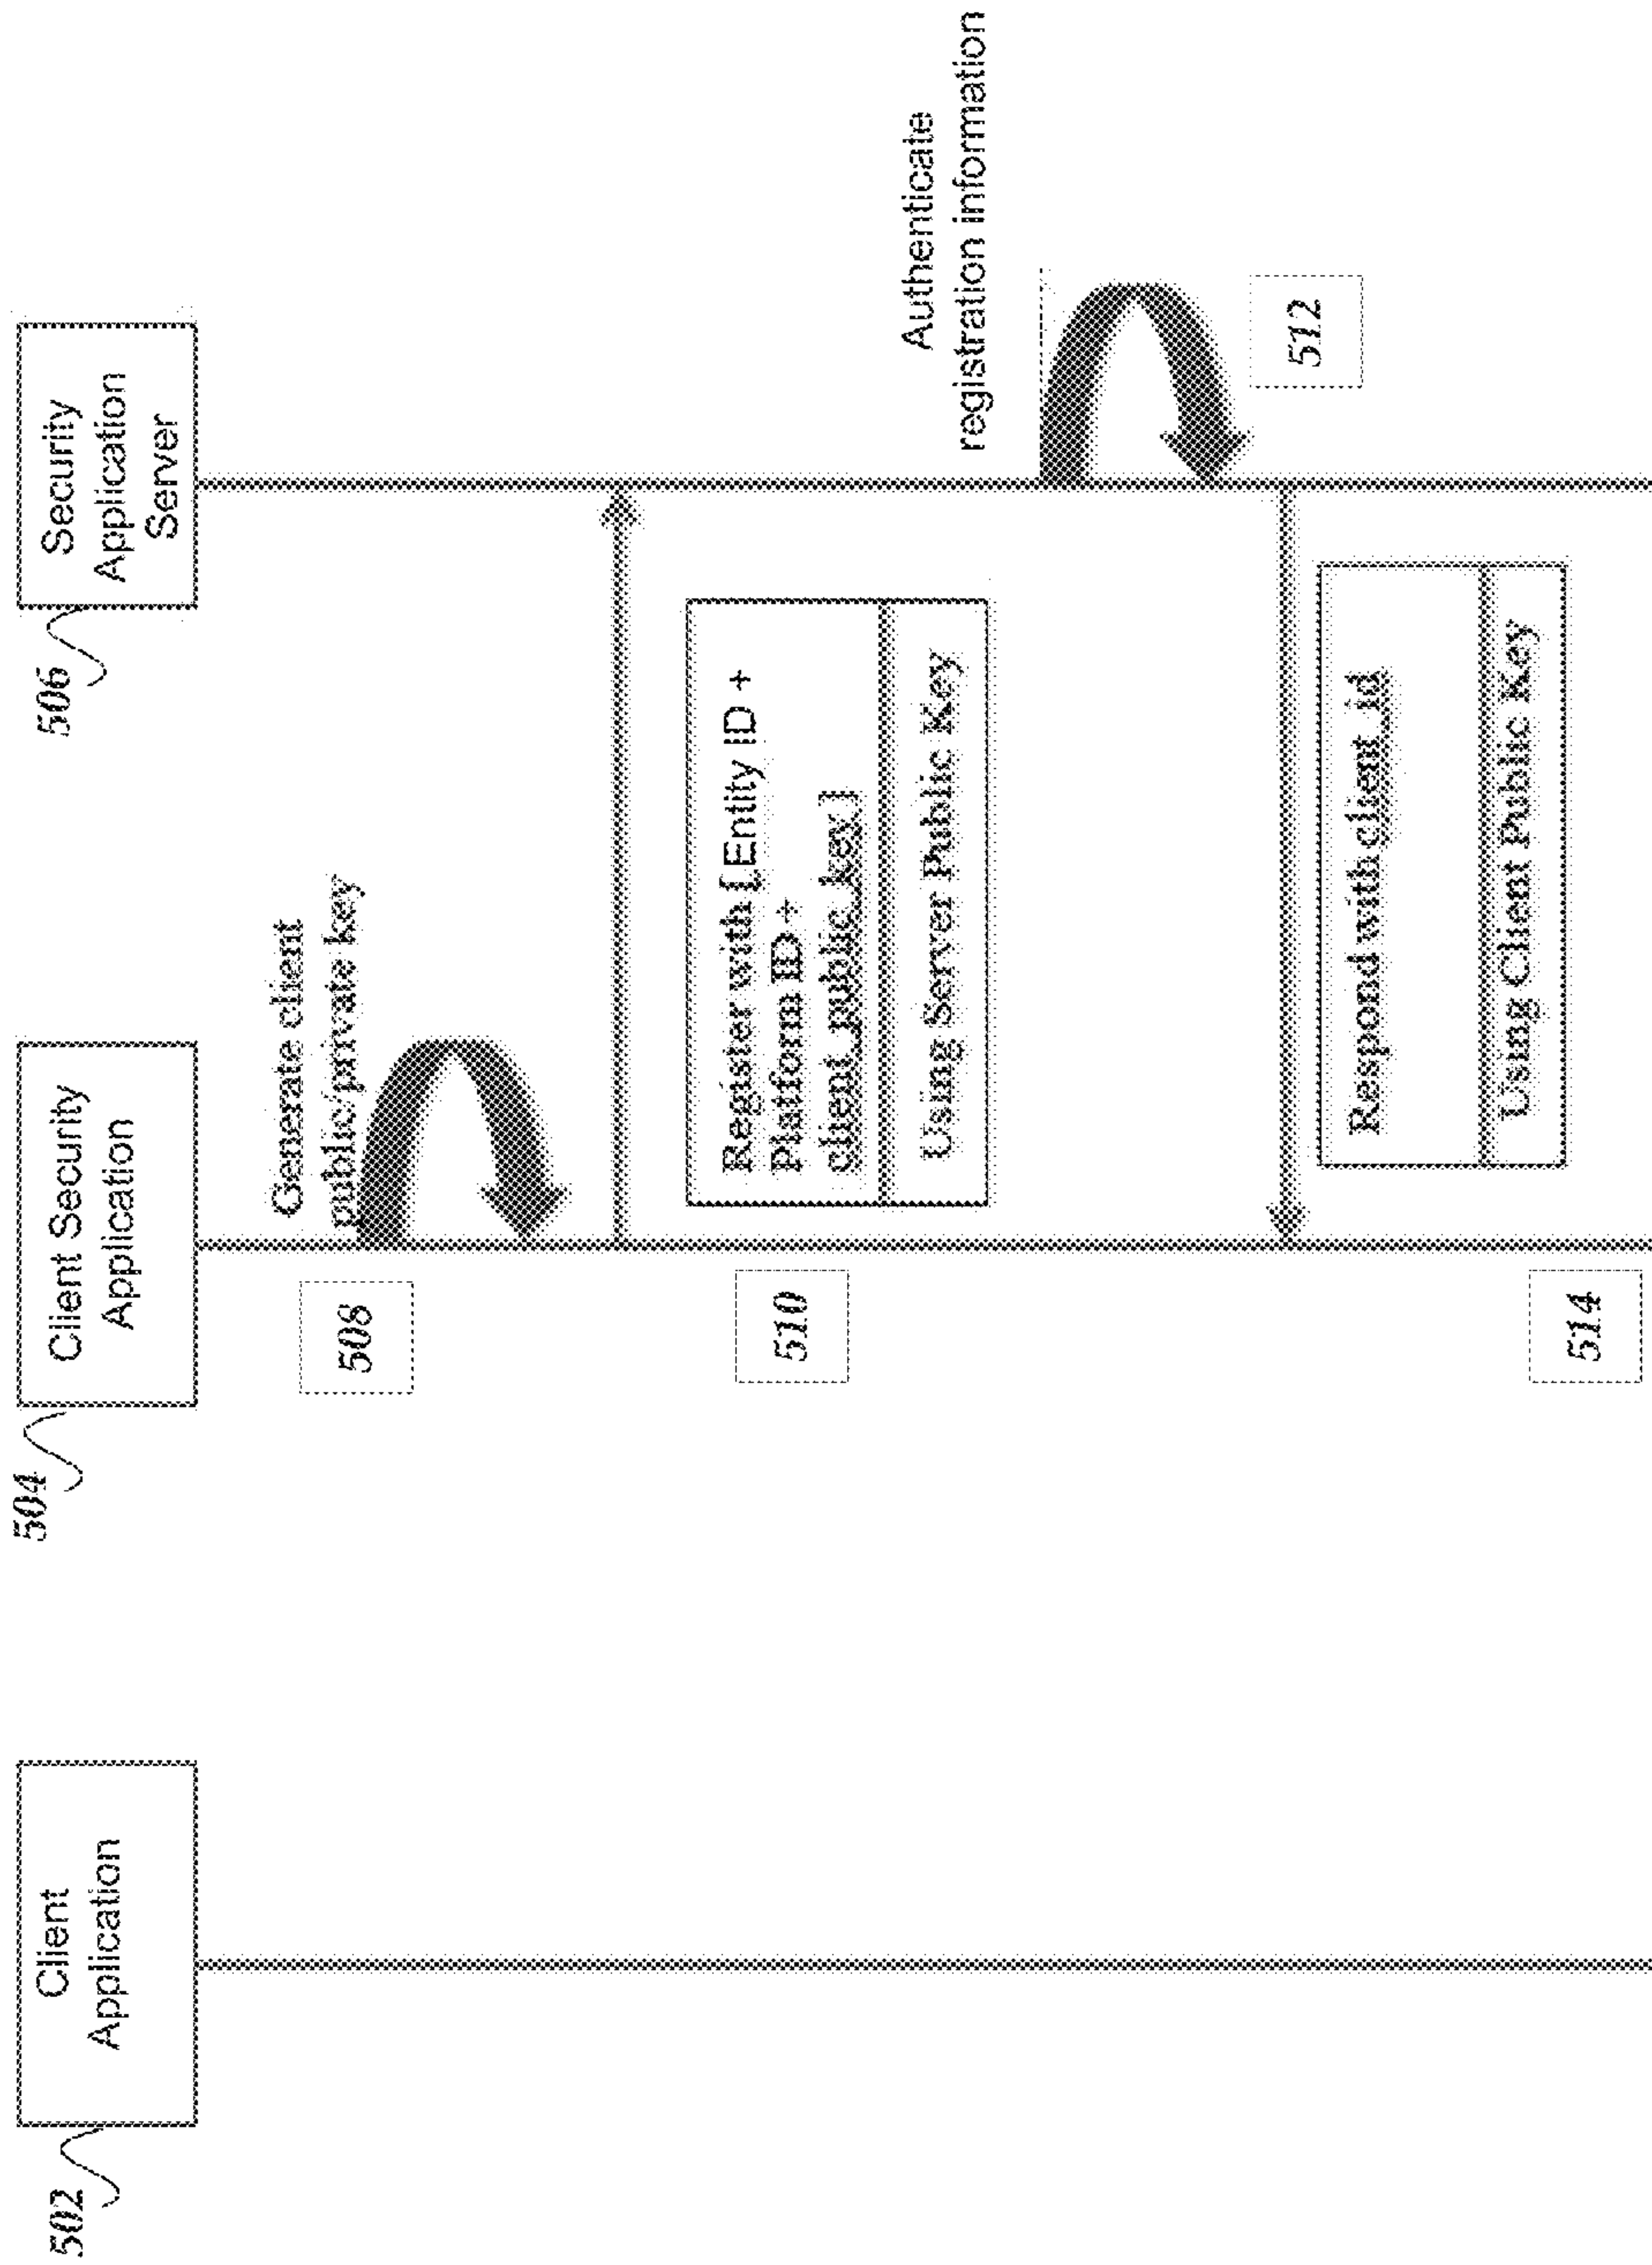 502
Client
Application
504
Client Security
Application
506
Security
Application
Server
508
Generate client
public/private key
510
Register with [Entity ID +
Platform ID +
client_public_key]
Using Server Public Key
Authenticate
registration information
512
514
Respond with client_id
Using Client Public Key